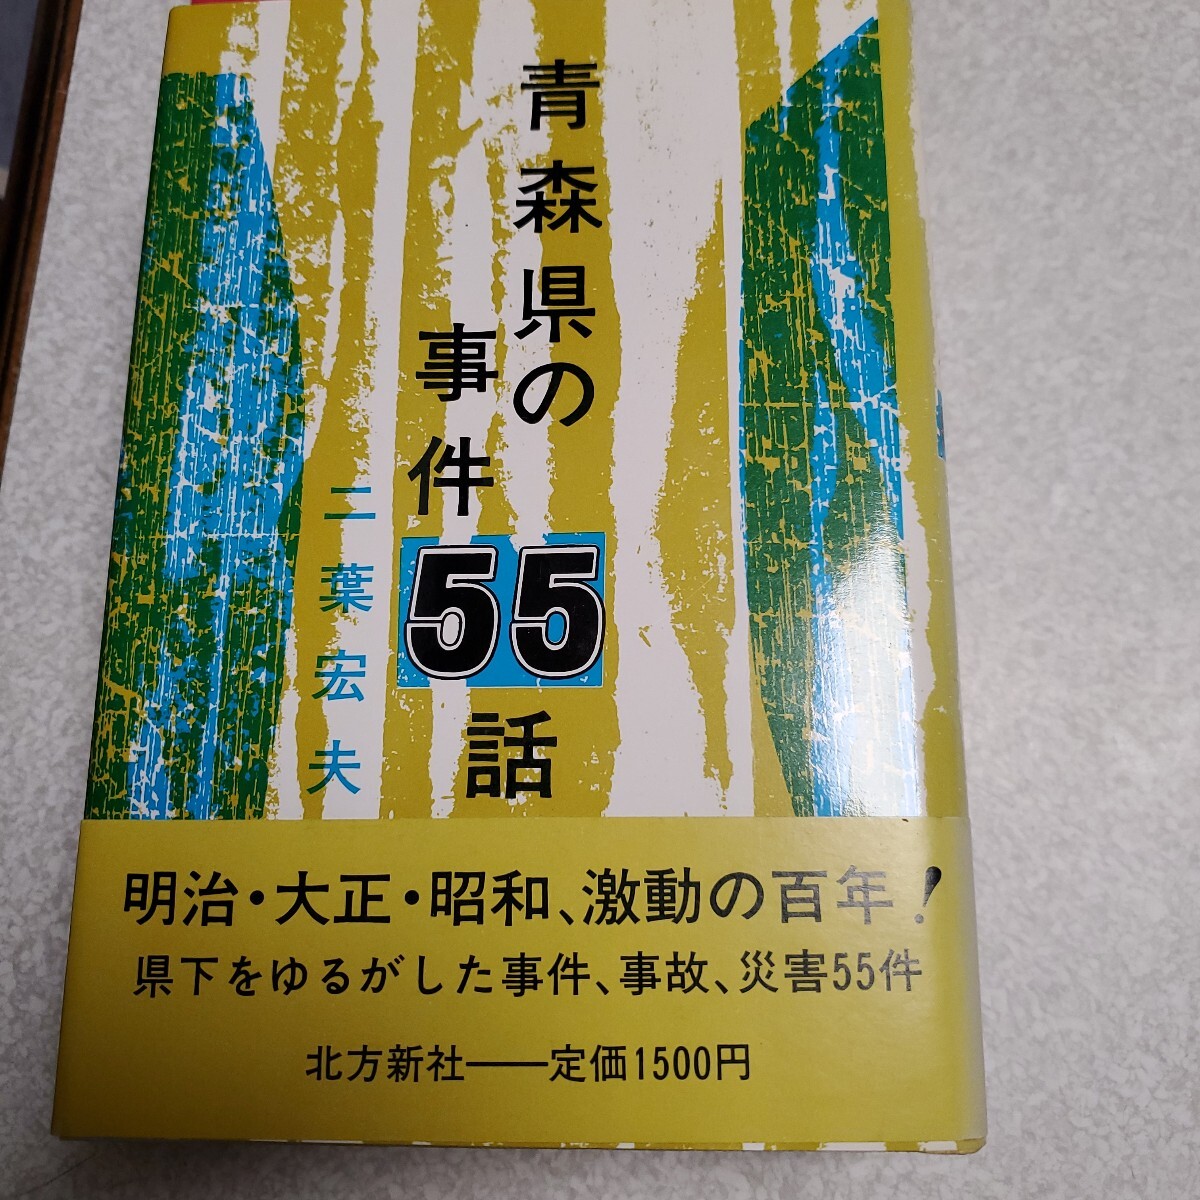 青森県の
事件
55
話
二葉宏夫
明治・大正・昭和、激動の百年!
県下をゆるがした事件、事故、災害55件
北方新社――定価1500円